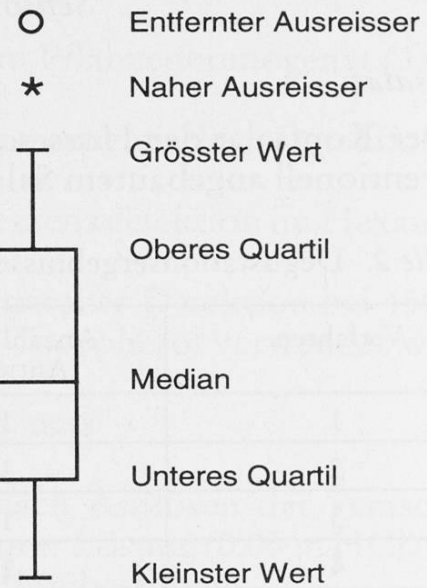 Entfernter Ausreisser
Naher Ausreisser
Grösster Wert
Oberes Quartil
Median
Unteres Quartil
Kleinster Wert